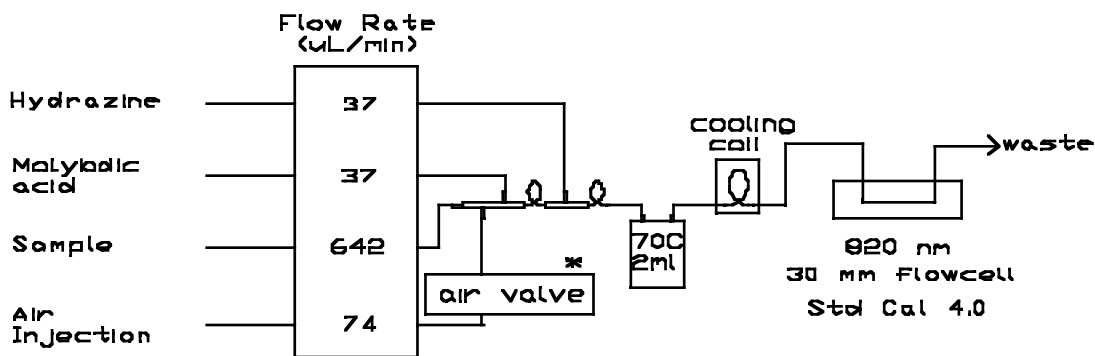 Flow Rate
(uL/min)
Hydrazine
37
cooling
coil
waste
Molybdic
acid
37
Sample
642
70C
2ml
820 nm
30 mm Flowcell
Std Cal 4.0
*
air valve
Air
Injection
74